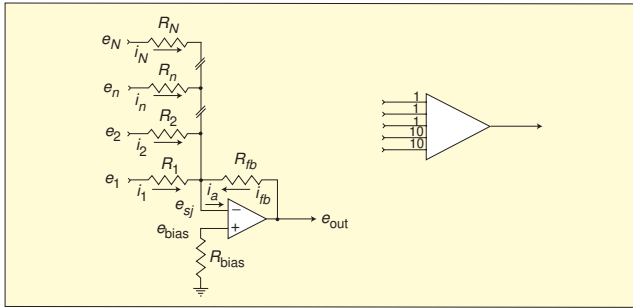 R_N
e_N
i_N
R_n
e_n
i_n
R_2
e_2
i_2
R_1
e_1
i_1
R_fb
i_a
i_fb
e_sj
−
+
e_bias
e_out
R_bias
1
1
1
10
10